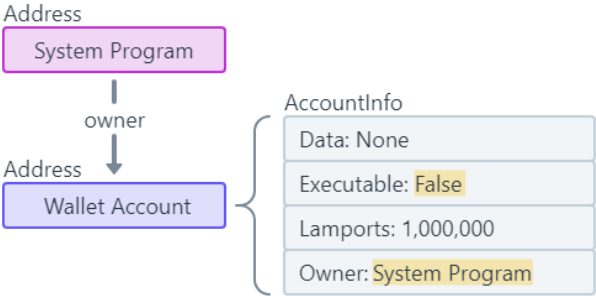 Address
System Program
owner
Address
Wallet Account
AccountInfo
Data: None
Executable: False
Lamports: 1,000,000
Owner: System Program